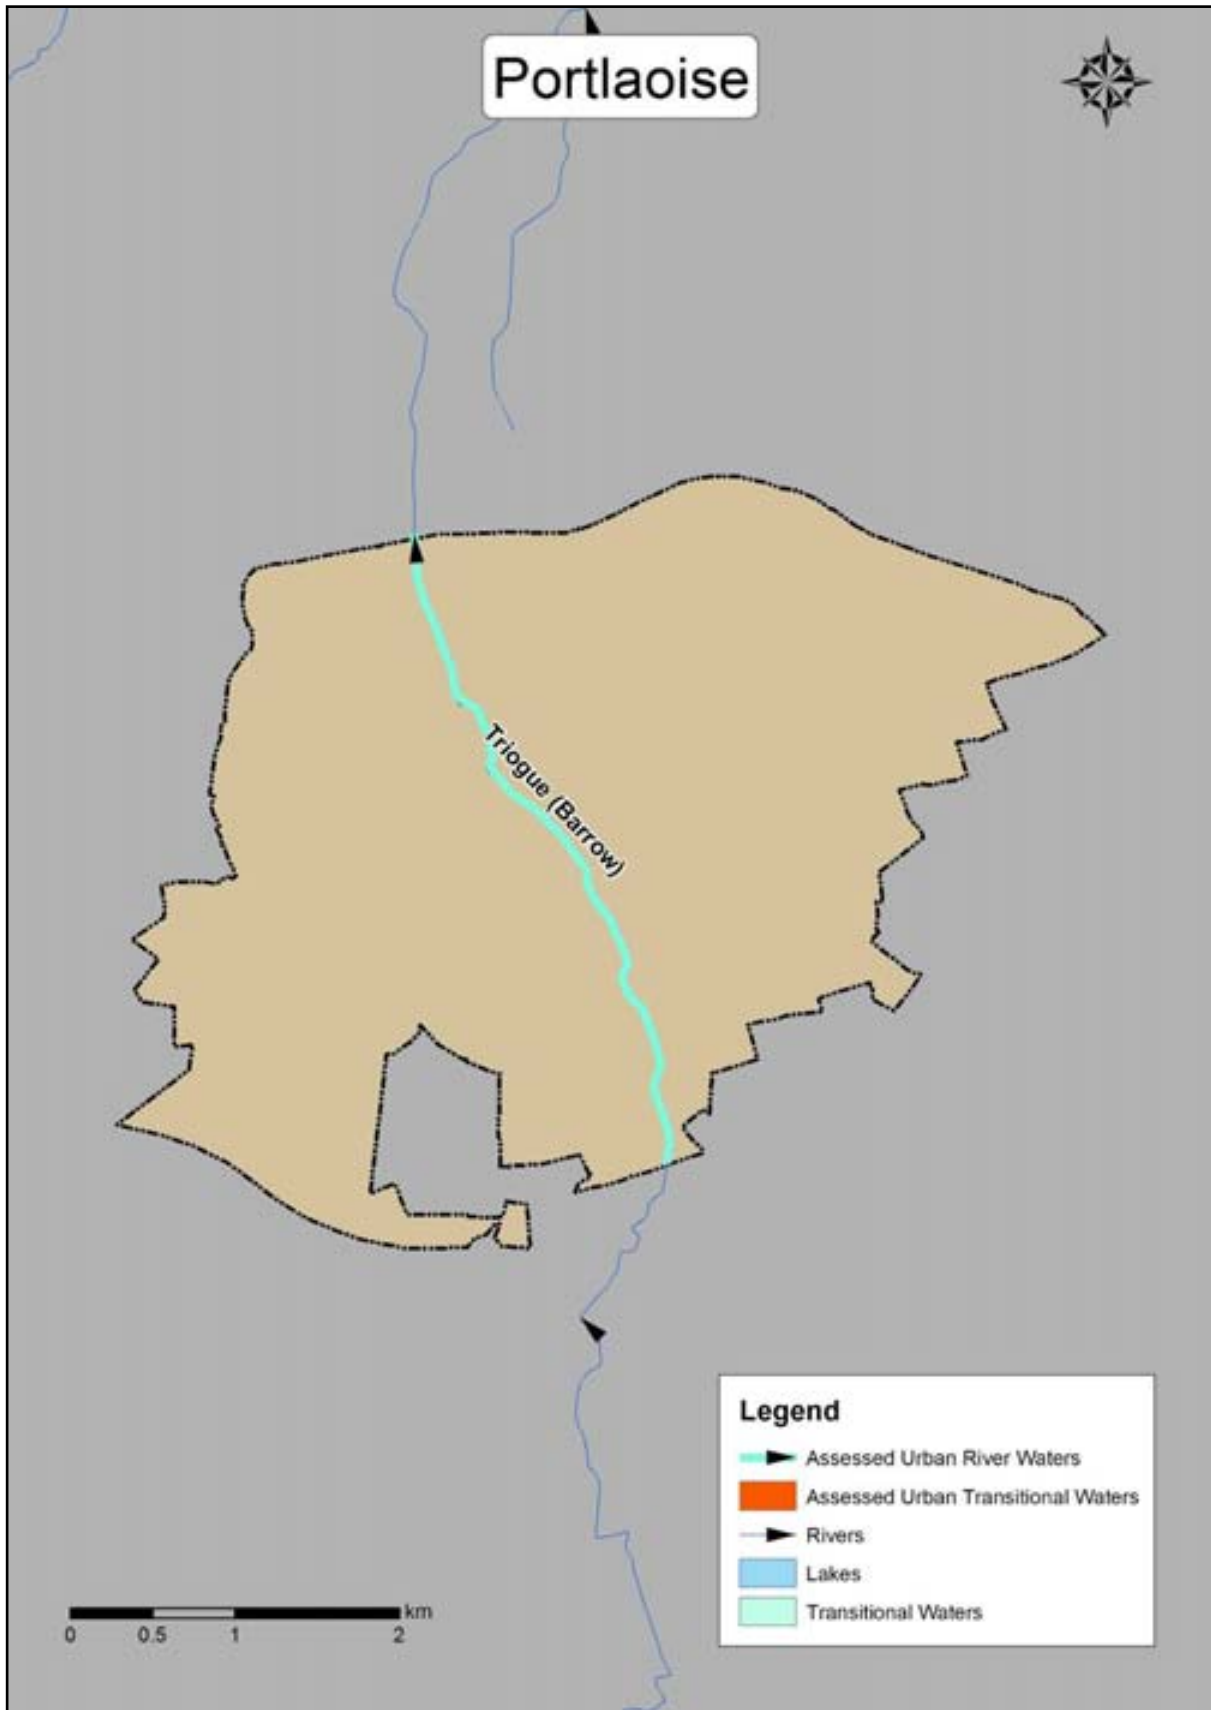 Portlaoise
Triogue (Barrow)
Legend
Assessed Urban River Waters
Assessed Urban Transitional Waters
Rivers
Lakes
Transitional Waters
km
0 0.5 1 2